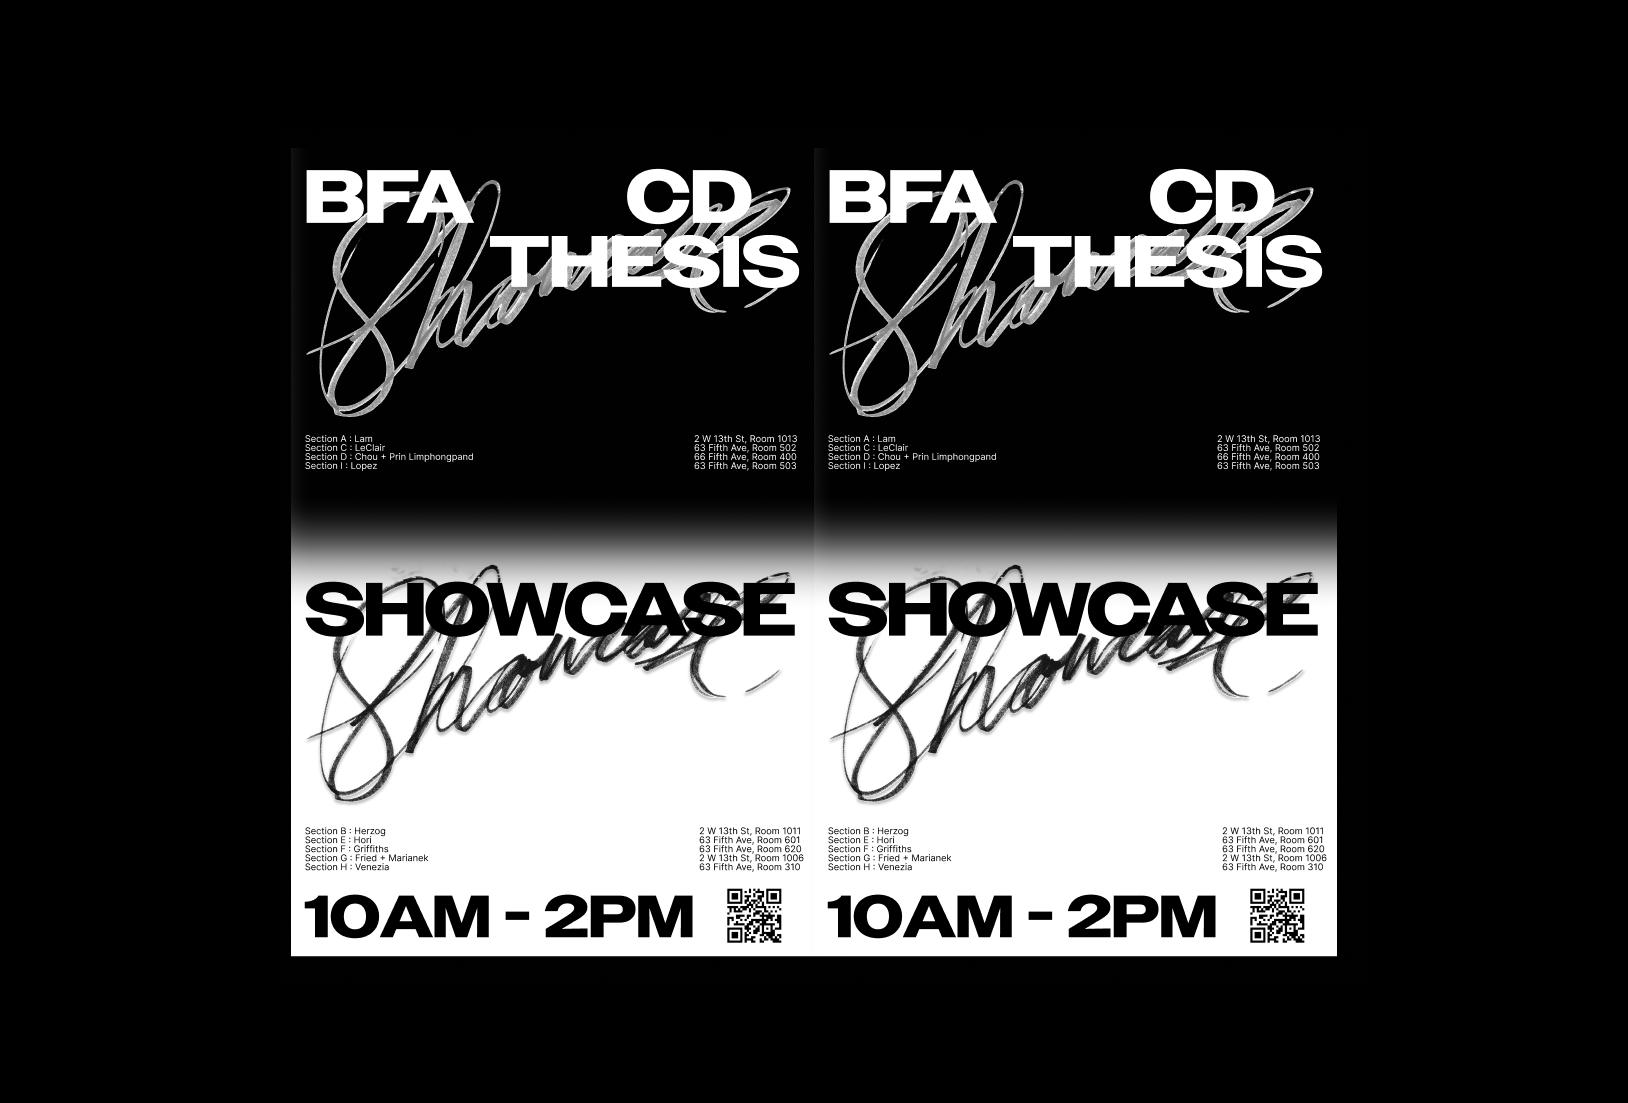 BFA CD
THESIS
Showcase
Section A : Lam
Section C : LeClair
Section D : Chou + Prin Limphongpand
Section I : Lopez
2 W 13th St, Room 1013
63 Fifth Ave, Room 502
66 Fifth Ave, Room 400
63 Fifth Ave, Room 503
SHOWCASE
Showcase
Section B : Herzog
Section E : Hori
Section F : Griffiths
Section G : Fried + Marianek
Section H : Venezia
2 W 13th St, Room 1011
63 Fifth Ave, Room 601
63 Fifth Ave, Room 620
2 W 13th St, Room 1006
63 Fifth Ave, Room 310
10AM - 2PM
BFA CD
THESIS
Showcase
Section A : Lam
Section C : LeClair
Section D : Chou + Prin Limphongpand
Section I : Lopez
2 W 13th St, Room 1013
63 Fifth Ave, Room 502
66 Fifth Ave, Room 400
63 Fifth Ave, Room 503
SHOWCASE
Showcase
Section B : Herzog
Section E : Hori
Section F : Griffiths
Section G : Fried + Marianek
Section H : Venezia
2 W 13th St, Room 1011
63 Fifth Ave, Room 601
63 Fifth Ave, Room 620
2 W 13th St, Room 1006
63 Fifth Ave, Room 310
10AM - 2PM